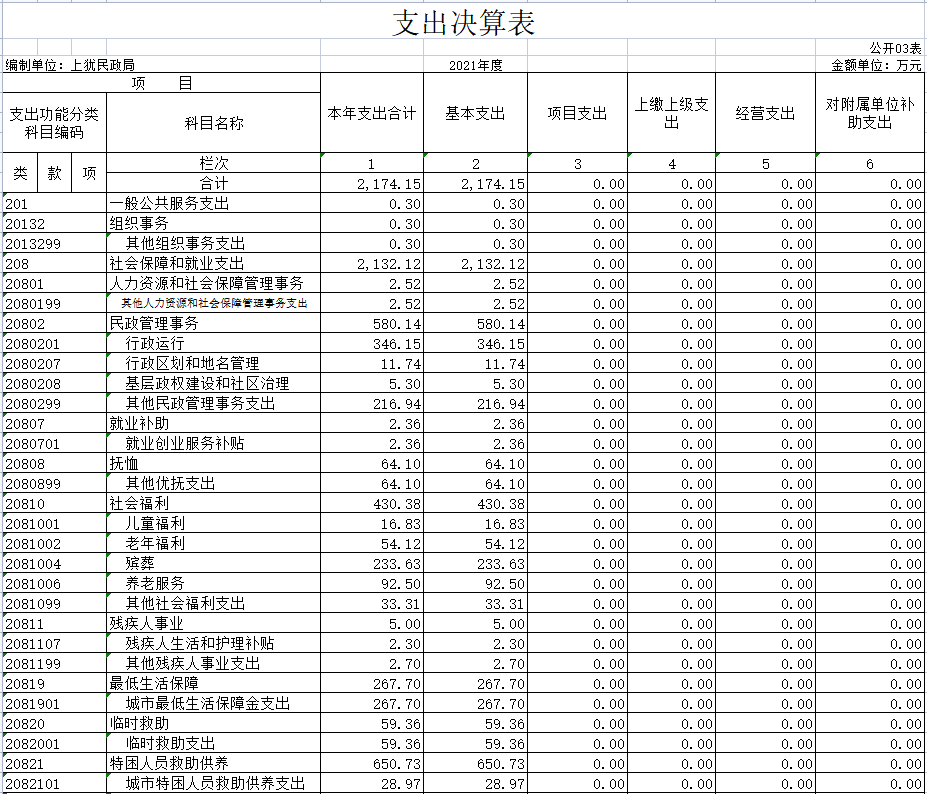 支出决算表
公开03表
编制单位：上犹民政局 2021年度 金额单位：万元
项 目 本年支出合计 基本支出 项目支出 上缴上级支出 经营支出 对附属单位补助支出
支出功能分类科目编码 科目名称
类 款 项 栏次 1 2 3 4 5 6
合计 2,174.15 2,174.15 0.00 0.00 0.00 0.00
201 一般公共服务支出 0.30 0.30 0.00 0.00 0.00 0.00
20132 组织事务 0.30 0.30 0.00 0.00 0.00 0.00
2013299 其他组织事务支出 0.30 0.30 0.00 0.00 0.00 0.00
208 社会保障和就业支出 2,132.12 2,132.12 0.00 0.00 0.00 0.00
20801 人力资源和社会保障管理事务 2.52 2.52 0.00 0.00 0.00 0.00
2080199 其他人力资源和社会保障管理事务支出 2.52 2.52 0.00 0.00 0.00 0.00
20802 民政管理事务 580.14 580.14 0.00 0.00 0.00 0.00
2080201 行政运行 346.15 346.15 0.00 0.00 0.00 0.00
2080207 行政区划和地名管理 11.74 11.74 0.00 0.00 0.00 0.00
2080208 基层政权建设和社区治理 5.30 5.30 0.00 0.00 0.00 0.00
2080299 其他民政管理事务支出 216.94 216.94 0.00 0.00 0.00 0.00
20807 就业补助 2.36 2.36 0.00 0.00 0.00 0.00
2080701 就业创业服务补贴 2.36 2.36 0.00 0.00 0.00 0.00
20808 抚恤 64.10 64.10 0.00 0.00 0.00 0.00
2080899 其他优抚支出 64.10 64.10 0.00 0.00 0.00 0.00
20810 社会福利 430.38 430.38 0.00 0.00 0.00 0.00
2081001 儿童福利 16.83 16.83 0.00 0.00 0.00 0.00
2081002 老年福利 54.12 54.12 0.00 0.00 0.00 0.00
2081004 殡葬 233.63 233.63 0.00 0.00 0.00 0.00
2081006 养老服务 92.50 92.50 0.00 0.00 0.00 0.00
2081099 其他社会福利支出 33.31 33.31 0.00 0.00 0.00 0.00
20811 残疾人事业 5.00 5.00 0.00 0.00 0.00 0.00
2081107 残疾人生活和护理补贴 2.30 2.30 0.00 0.00 0.00 0.00
2081199 其他残疾人事业支出 2.70 2.70 0.00 0.00 0.00 0.00
20819 最低生活保障 267.70 267.70 0.00 0.00 0.00 0.00
2081901 城市最低生活保障金支出 267.70 267.70 0.00 0.00 0.00 0.00
20820 临时救助 59.36 59.36 0.00 0.00 0.00 0.00
2082001 临时救助支出 59.36 59.36 0.00 0.00 0.00 0.00
20821 特困人员救助供养 650.73 650.73 0.00 0.00 0.00 0.00
2082101 城市特困人员救助供养支出 28.97 28.97 0.00 0.00 0.00 0.00